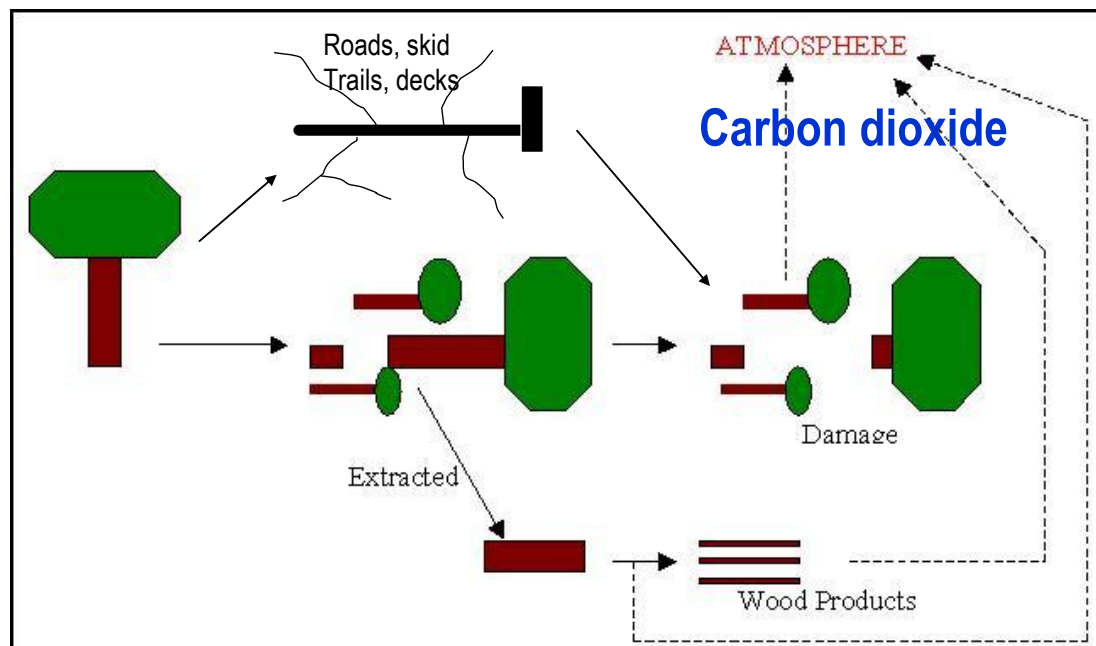 Roads, skid
Trails, decks
ATMOSPHERE
Carbon dioxide
Damage
Extracted
Wood Products